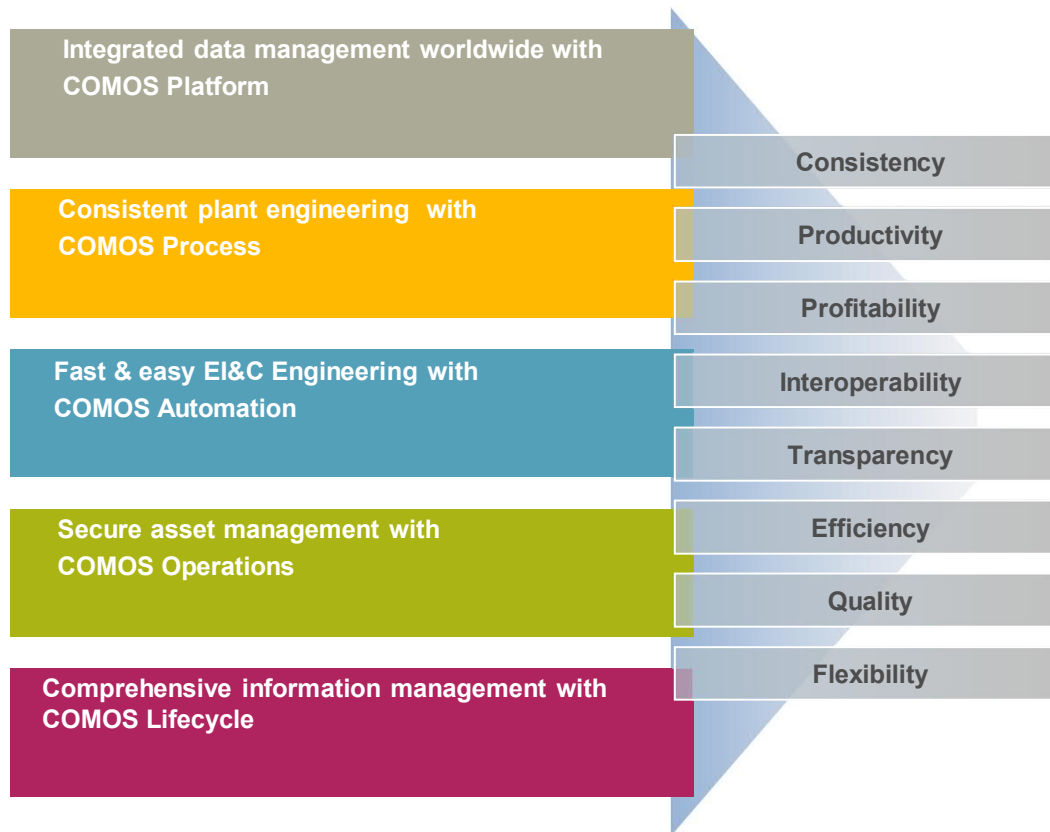 Integrated data management worldwide with
COMOS Platform
Consistent plant engineering with
COMOS Process
Fast & easy EI&C Engineering with
COMOS Automation
Secure asset management with
COMOS Operations
Comprehensive information management with
COMOS Lifecycle
Consistency
Productivity
Profitability
Interoperability
Transparency
Efficiency
Quality
Flexibility